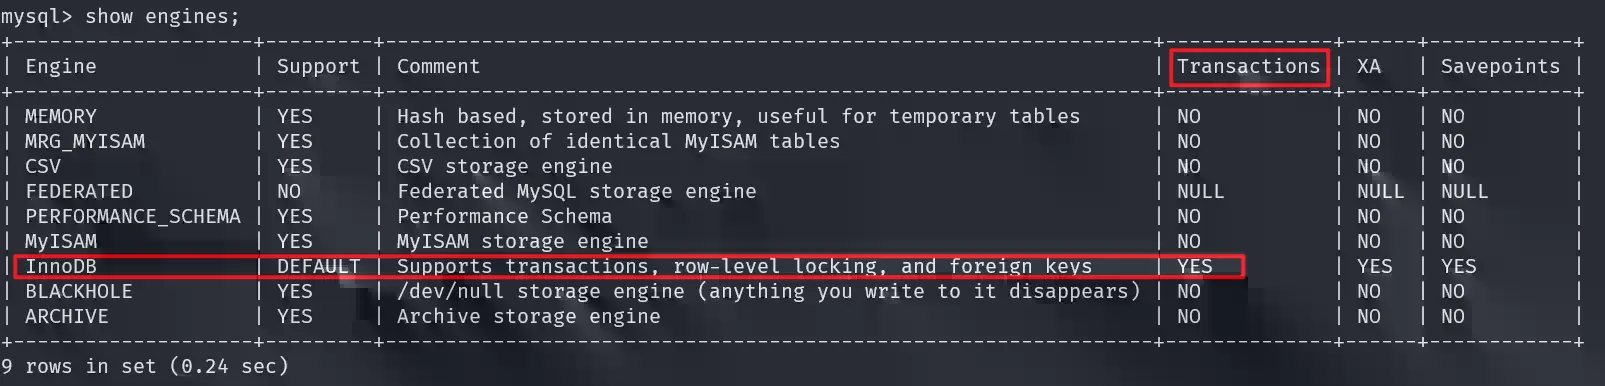 mysql> show engines;
+--------------------+---------+----------------------------------------------------------------+--------------+------+------------+
| Engine             | Support | Comment                                                        | Transactions | XA   | Savepoints |
+--------------------+---------+----------------------------------------------------------------+--------------+------+------------+
| MEMORY             | YES     | Hash based, stored in memory, useful for temporary tables      | NO           | NO   | NO         |
| MRG_MYISAM         | YES     | Collection of identical MyISAM tables                          | NO           | NO   | NO         |
| CSV                | YES     | CSV storage engine                                             | NO           | NO   | NO         |
| FEDERATED          | NO      | Federated MySQL storage engine                                 | NULL         | NULL | NULL       |
| PERFORMANCE_SCHEMA | YES     | Performance Schema                                             | NO           | NO   | NO         |
| MyISAM             | YES     | MyISAM storage engine                                          | NO           | NO   | NO         |
| InnoDB             | DEFAULT | Supports transactions, row-level locking, and foreign keys     | YES          | YES  | YES        |
| BLACKHOLE          | YES     | /dev/null storage engine (anything you write to it disappears) | NO           | NO   | NO         |
| ARCHIVE            | YES     | Archive storage engine                                         | NO           | NO   | NO         |
+--------------------+---------+----------------------------------------------------------------+--------------+------+------------+
9 rows in set (0.24 sec)